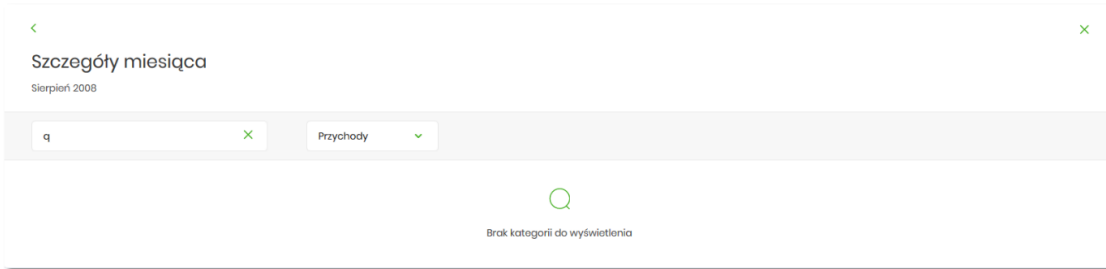 Szczegóły miesiąca
Sierpień 2008
q
Przychody
Brak kategorii do wyświetlenia